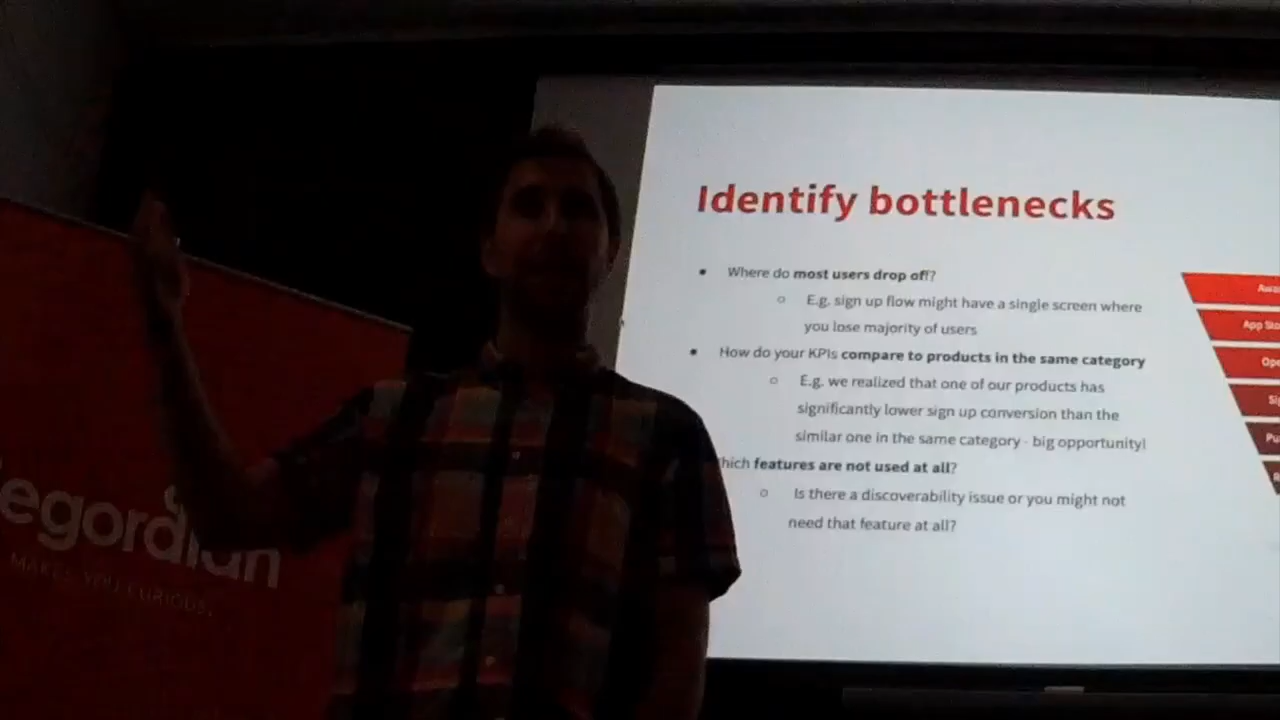 Identify bottlenecks
Where do most users drop off?
E.g. sign up flow might have a single screen where
you lose majority of users
How do your KPIs compare to products in the same category
E.g. we realized that one of our products has
significantly lower sign up conversion than the
similar one in the same category - big opportunity!
hich features are not used at all?
Is there a discoverability issue or you might not
need that feature at all?
App Sto
egordian
MAKES YOU CURIOUS.